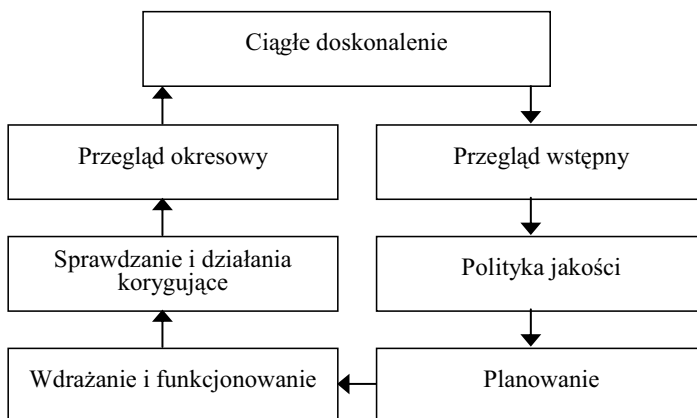 Ciągłe doskonalenie
Przegląd okresowy
Przegląd wstępny
Sprawdzanie i działania
korygujące
Polityka jakości
Wdrażanie i funkcjonowanie
Planowanie